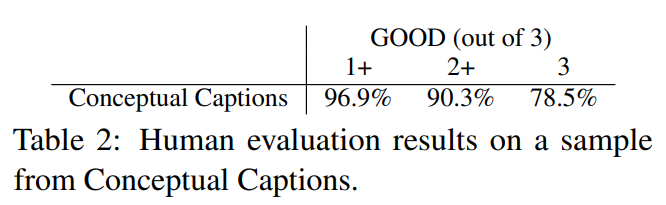 GOOD (out of 3)
1+ 2+ 3
Conceptual Captions 96.9% 90.3% 78.5%
Table 2: Human evaluation results on a sample
from Conceptual Captions.